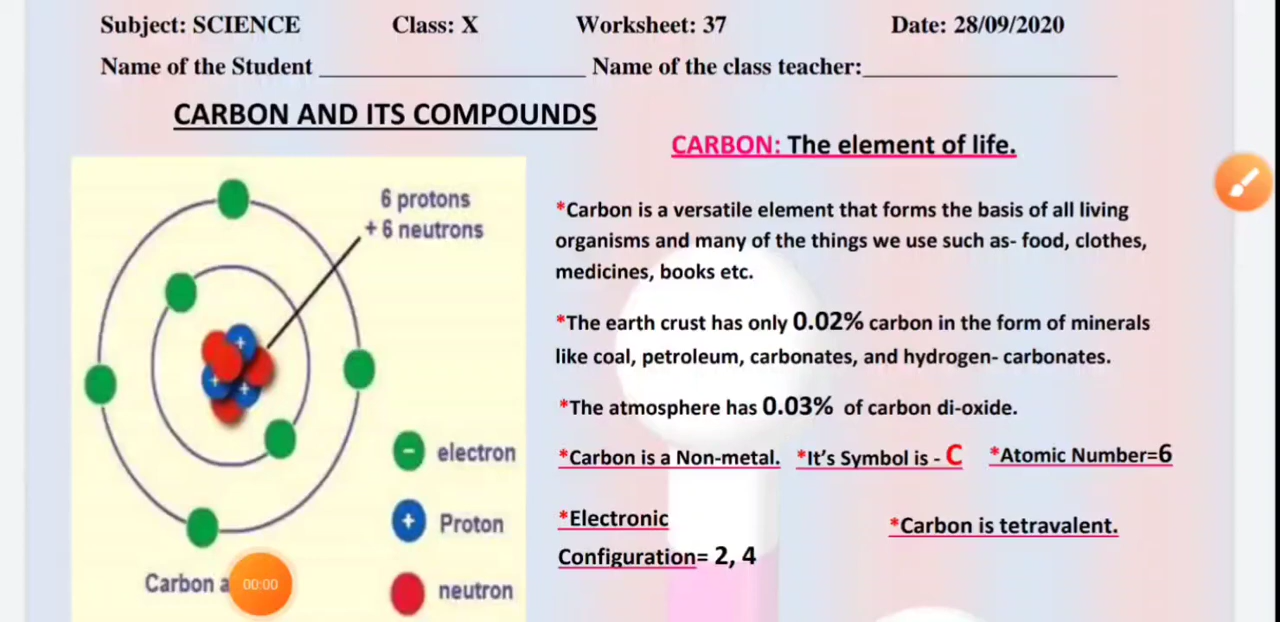 Subject: SCIENCE Class: X Worksheet: 37 Date: 28/09/2020
Name of the Student ______________________ Name of the class teacher:______________________
CARBON AND ITS COMPOUNDS
CARBON: The element of life.
6 protons
+ 6 neutrons
*Carbon is a versatile element that forms the basis of all living
organisms and many of the things we use such as- food, clothes,
medicines, books etc.
*The earth crust has only 0.02% carbon in the form of minerals
like coal, petroleum, carbonates, and hydrogen- carbonates.
*The atmosphere has 0.03% of carbon di-oxide.
*Carbon is a Non-metal. *It's Symbol is - C *Atomic Number=6
*Electronic
Configuration= 2, 4
*Carbon is tetravalent.
+
+
+
- electron
+ Proton
neutron
Carbon a
00:00